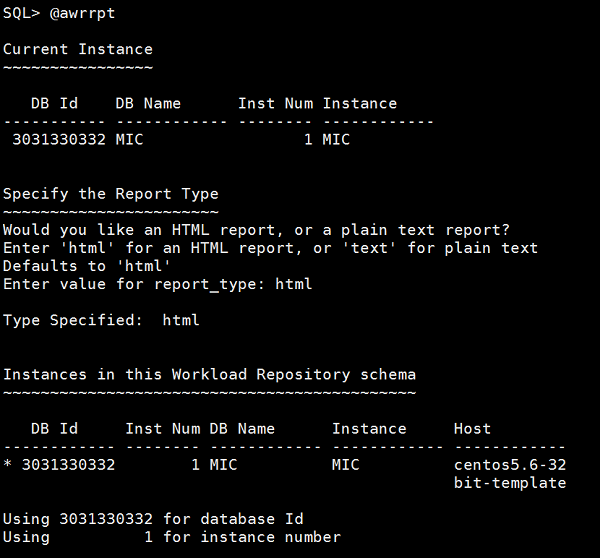 SQL> @awrrpt
Current Instance
~~~~~~~~~~~~~~~~
DB Id    DB Name      Inst Num Instance
----------- ------------ -------- ------------
3031330332 MIC                 1 MIC
Specify the Report Type
~~~~~~~~~~~~~~~~~~~~~~~
Would you like an HTML report, or a plain text report?
Enter 'html' for an HTML report, or 'text' for plain text
Defaults to 'html'
Enter value for report_type: html
Type Specified:  html
Instances in this Workload Repository schema
~~~~~~~~~~~~~~~~~~~~~~~~~~~~~~~~~~~~~~~~~~~~
DB Id     Inst Num DB Name      Instance     Host
------------ -------- ------------ ------------ ------------
* 3031330332        1 MIC          MIC          centos5.6-32
bit-template
Using 3031330332 for database Id
Using          1 for instance number